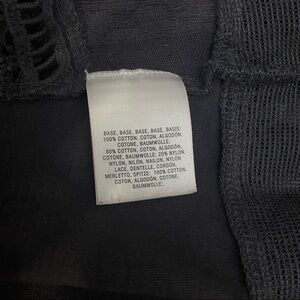 BASE, BASE, BASE, BASE, BASIS:
100% COTTON, COTON, ALGODÓN,
COTONE, BAUMWOLLE;
80% COTTON, COTON, ALGODÓN,
COTONE, BAUMWOLLE; 20% NYLON,
NYLON, NILÓN, NAILON, NYLON
LACE, DENTELLE, CORDÓN,
MERLETTO, SPITZE: 100% COTTON,
COTON, ALGODÓN, COTONE,
BAUMWOLLE;